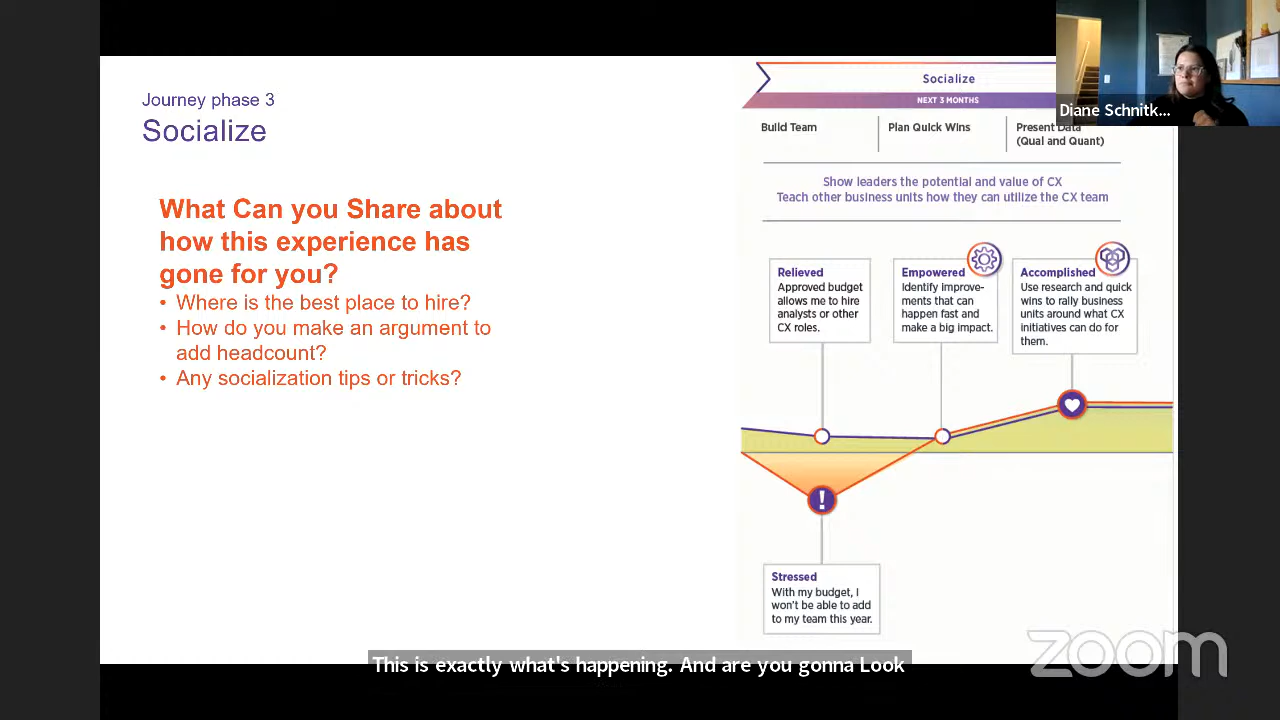 Journey phase 3
Socialize
What Can you Share about
how this experience has
gone for you?
• Where is the best place to hire?
• How do you make an argument to
add headcount?
• Any socialization tips or tricks?
Socialize
NEXT 3 MONTHS
Build Team
Plan Quick Wins
Present Data
(Qual and Quant)
Show leaders the potential and value of CX
Teach other business units how they can utilize the CX team
Relieved
Approved budget
allows me to hire
analysts or other
CX roles.
Empowered
Identify improve-
ments that can
happen fast and
make a big impact.
Accomplished
Use research and quick
wins to rally business
units around what CX
initiatives can do for
them.
!
Stressed
With my budget, I
won't be able to add
to my team this year.
Diane Schnitk...
This is exactly what's happening. And are you gonna Look
zoom